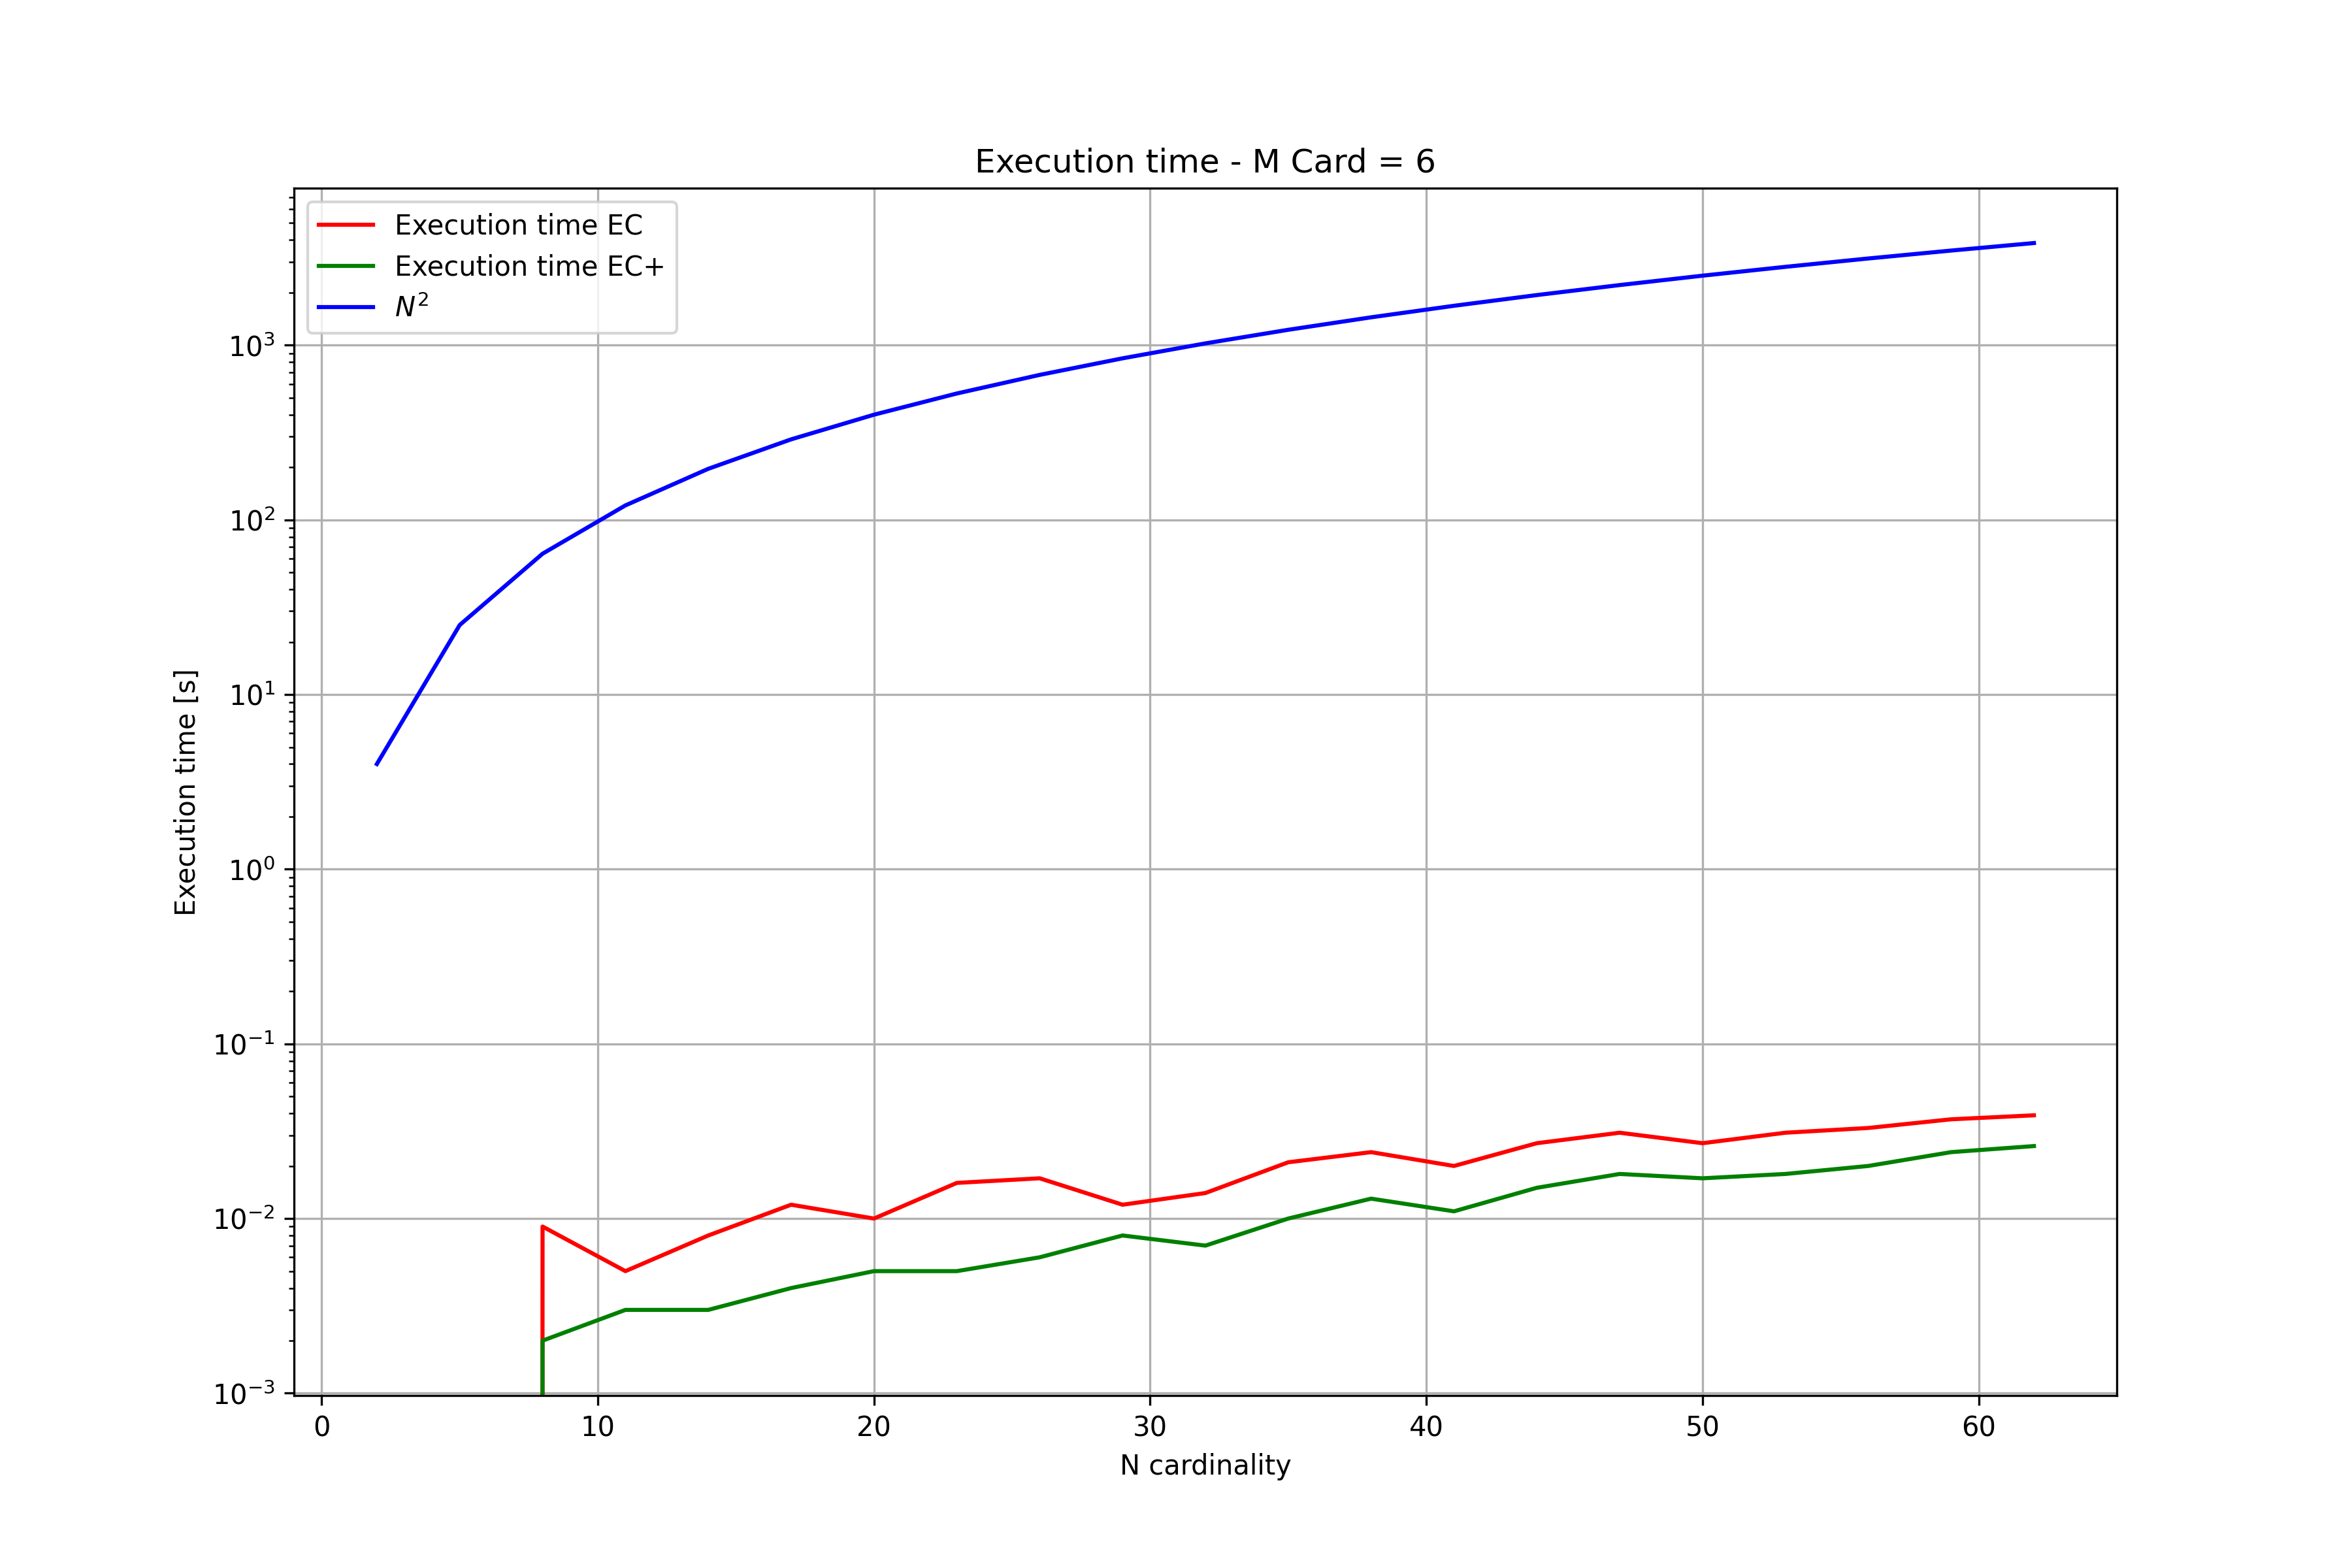 Execution time - M Card = 6
Execution time EC
Execution time EC+
N²
10³
10²
10¹
10⁰
10⁻¹
10⁻²
10⁻³
Execution time [s]
0 10 20 30 40 50 60
N cardinality